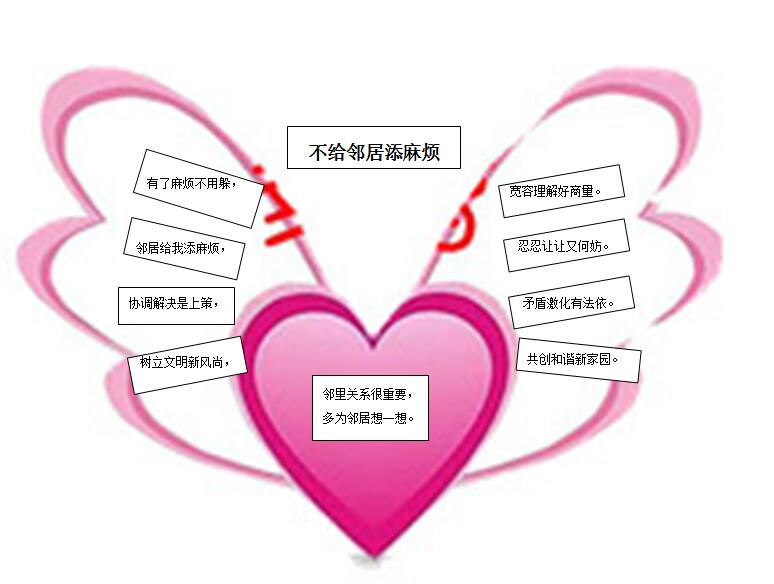 不给邻居添麻烦
有了麻烦不用躲，
宽容理解好商量。
邻居给我添麻烦，
忍忍让让又何妨。
协调解决是上策，
矛盾激化有法依。
树立文明新风尚，
共创和谐新家园。
邻里关系很重要，
多为邻居想一想。